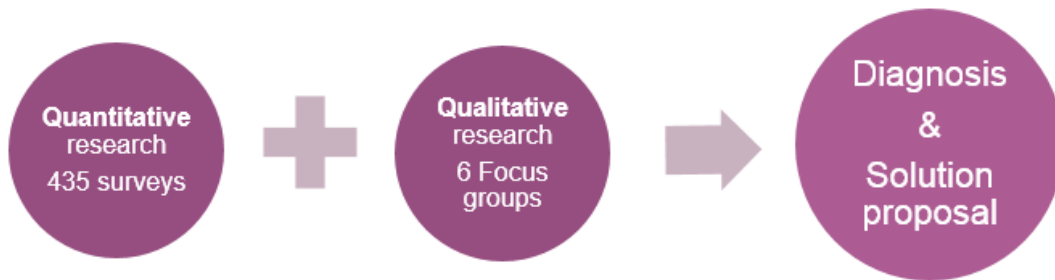 Quantitative
research
435 surveys
Qualitative
research
6 Focus
groups
Diagnosis
&
Solution
proposal